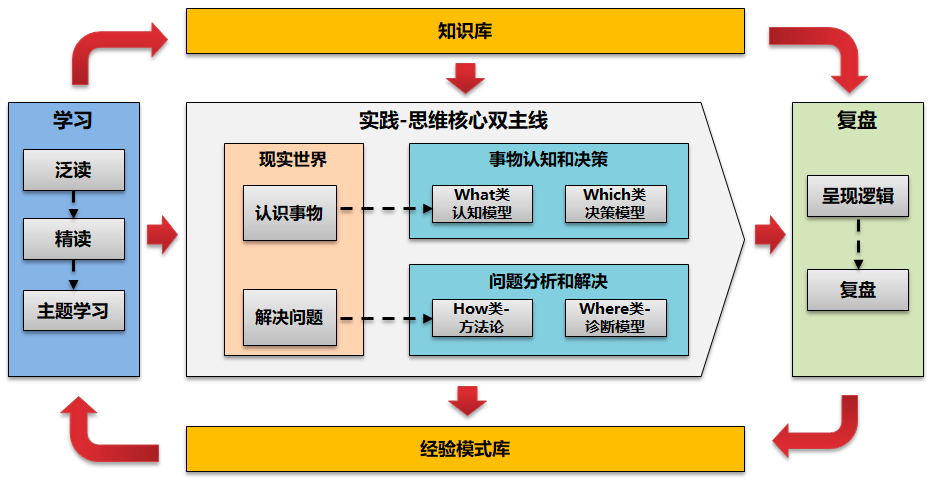 知识库
学习
泛读
精读
主题学习
实践-思维核心双主线
现实世界
认识事物
解决问题
事物认知和决策
What类
认知模型
Which类
决策模型
问题分析和解决
How类-
方法论
Where类-
诊断模型
复盘
呈现逻辑
复盘
经验模式库